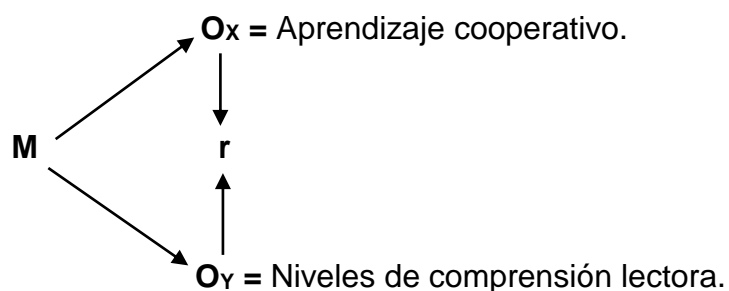 OX = Aprendizaje cooperativo.
M r
OY = Niveles de comprensión lectora.